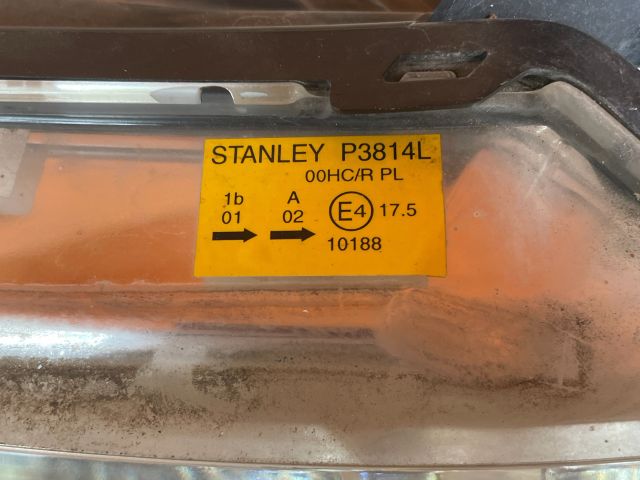 STANLEY P3814L
00HC/R PL
1b A E4 17.5
01 02
10188